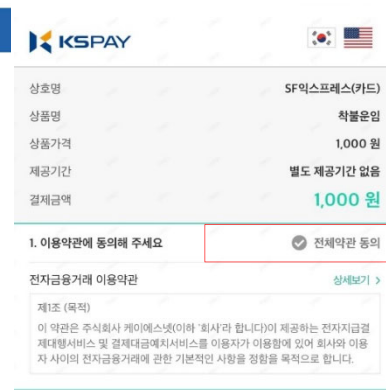 KSPAY
상호명 SF익스프레스(카드)
상품명 착불운임
상품가격 1,000 원
제공기간 별도 제공기간 없음
결제금액 1,000 원
1. 이용약관에 동의해 주세요 전체약관 동의
전자금융거래 이용약관 상세보기 >
제1조 (목적)
이 약관은 주식회사 케이에스넷(이하 '회사'라 합니다)이 제공하는 전자지급결
제대행서비스 및 결제대금예치서비스를 이용자가 이용함에 있어 회사와 이용
자 사이의 전자금융거래에 관한 기본적인 사항을 정함을 목적으로 합니다.